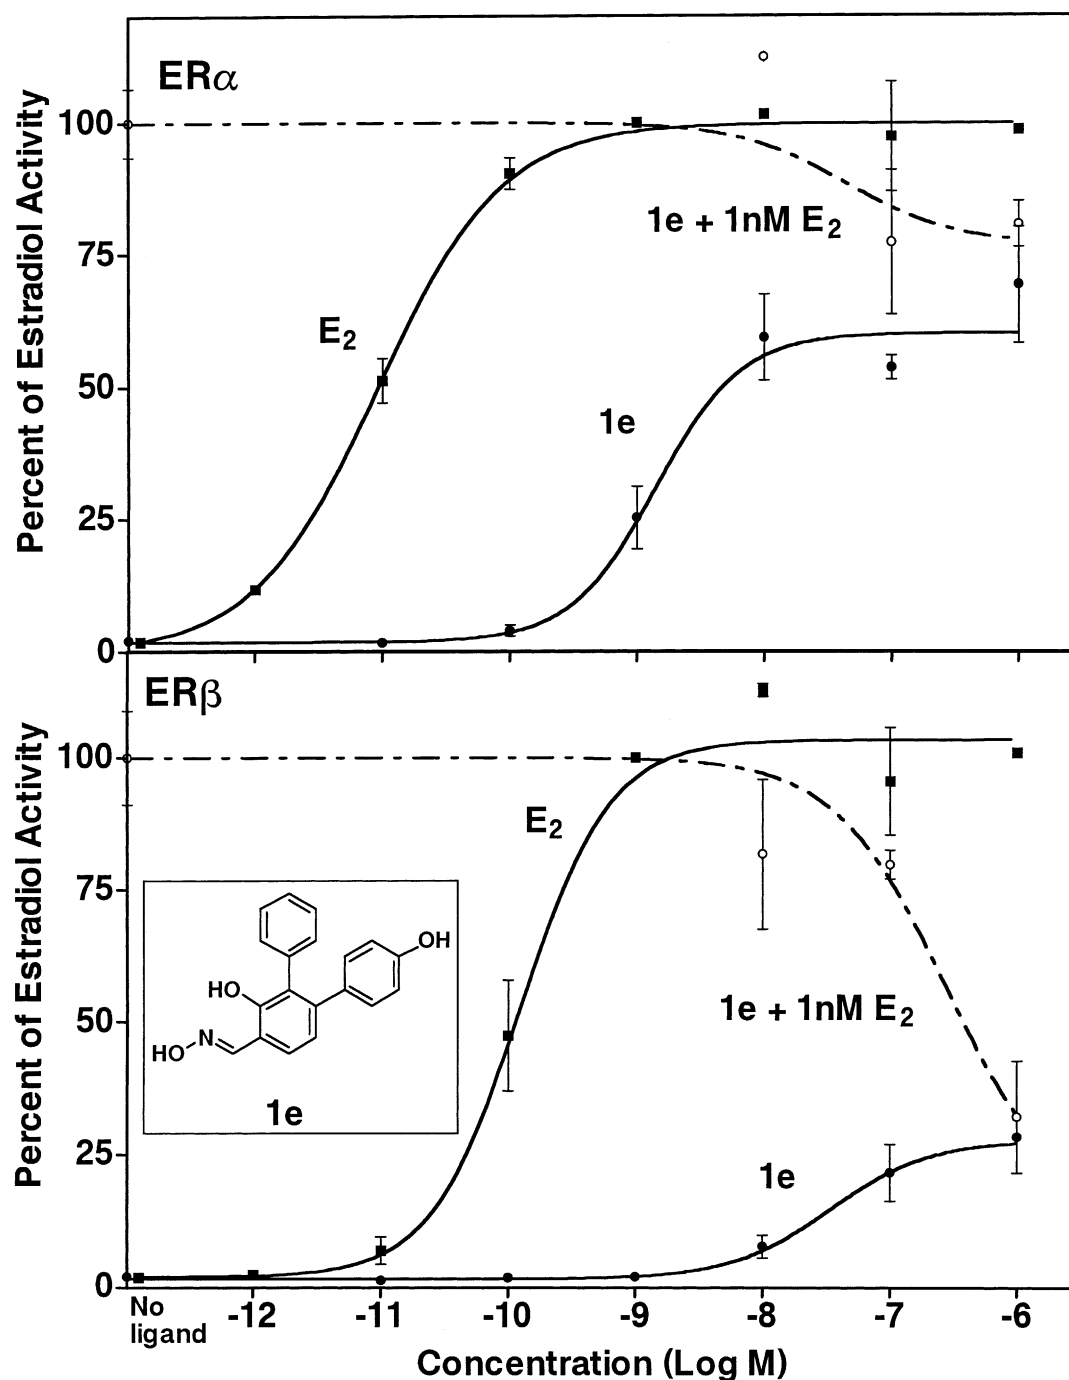 ERα
Percent of Estradiol Activity
100
75
50
25
0
E2
1e + 1nM E2
1e
ERβ
Percent of Estradiol Activity
100
75
50
25
0
E2
1e + 1nM E2
1e
OH
HO
N
HO
1e
No ligand
-12
-11
-10
-9
-8
-7
-6
Concentration (Log M)